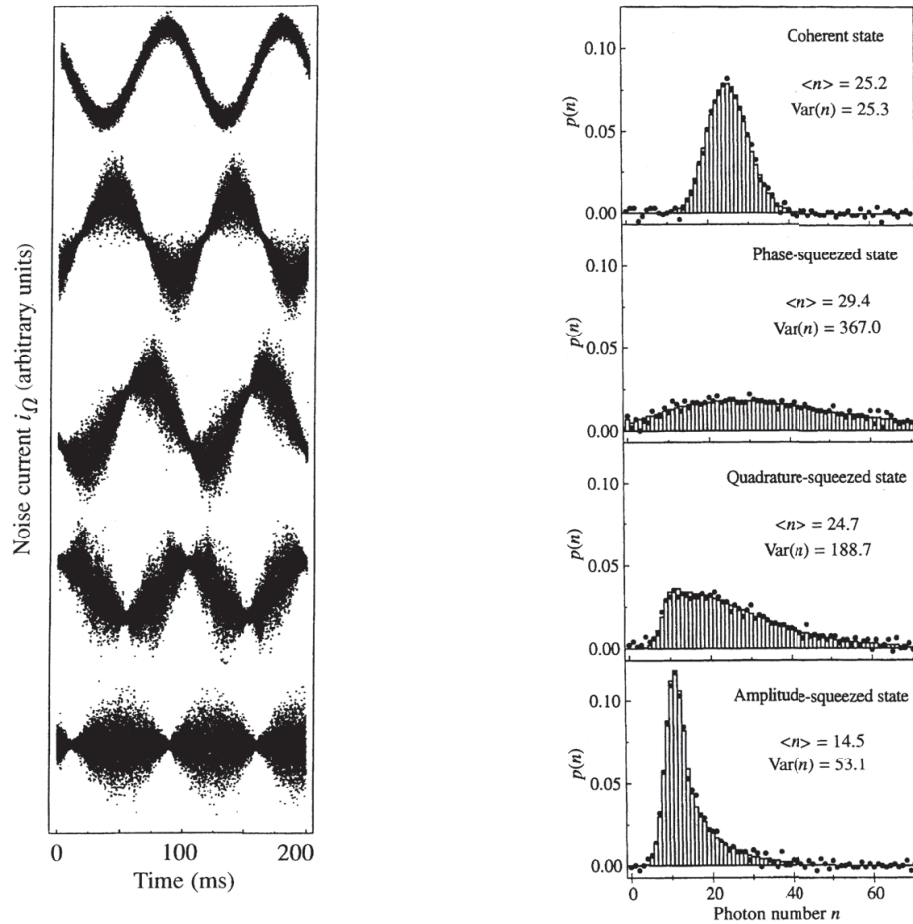 Noise current i_Ω (arbitrary units)
0 100 200
Time (ms)
0.10
0.05
0.00
p(n)
Coherent state
<n> = 25.2
Var(n) = 25.3
0.10
0.05
0.00
p(n)
Phase-squeezed state
<n> = 29.4
Var(n) = 367.0
0.10
0.05
0.00
p(n)
Quadrature-squeezed state
<n> = 24.7
Var(n) = 188.7
0.10
0.05
0.00
p(n)
Amplitude-squeezed state
<n> = 14.5
Var(n) = 53.1
0 20 40 60
Photon number n